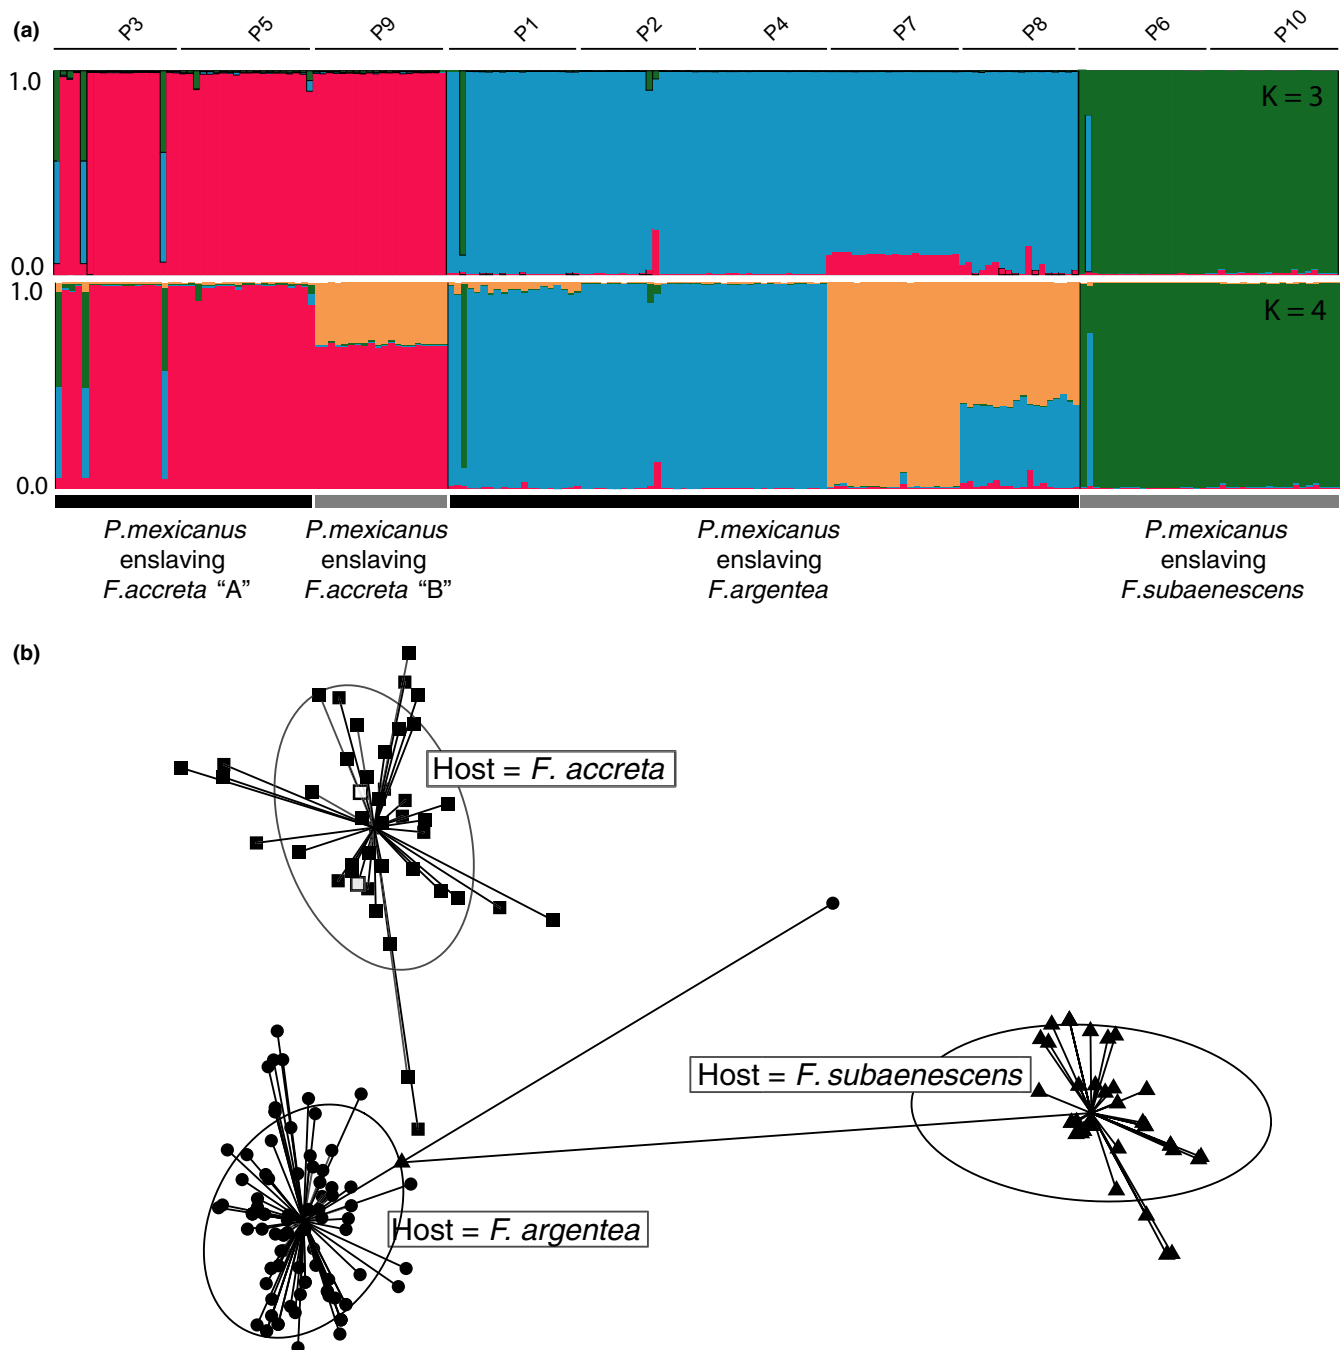 (a)
P3 P5 P9 P1 P2 P4 P7 P8 P6 P10
1.0
K = 3
0.0
1.0
K = 4
0.0
P.mexicanus
enslaving
F.accreta “A”
P.mexicanus
enslaving
F.accreta “B”
P.mexicanus
enslaving
F.argentea
P.mexicanus
enslaving
F.subaenescens
(b)
Host = F. accreta
Host = F. subaenescens
Host = F. argentea